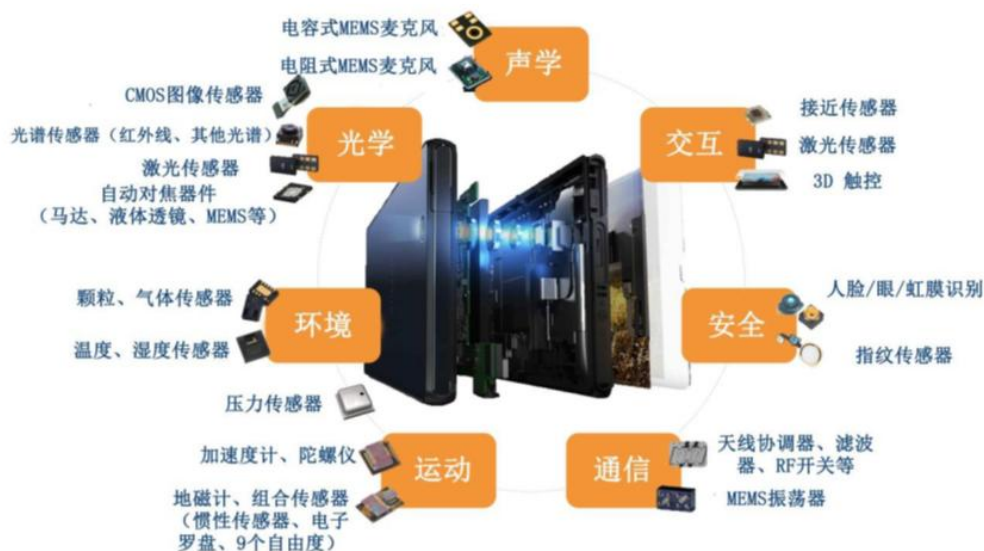 电容式MEMS麦克风
电阻式MEMS麦克风
声学
CMOS图像传感器
光谱传感器（红外线、其他光谱）
激光传感器
自动对焦器件
（马达、液体透镜、MEMS等）
光学
交互
接近传感器
激光传感器
3D 触控
颗粒、气体传感器
温度、湿度传感器
环境
压力传感器
安全
人脸/眼/虹膜识别
指纹传感器
加速度计、陀螺仪
地磁计、组合传感器
（惯性传感器、电子
罗盘、9个自由度）
运动
通信
天线协调器、滤波
器、RF开关等
MEMS振荡器